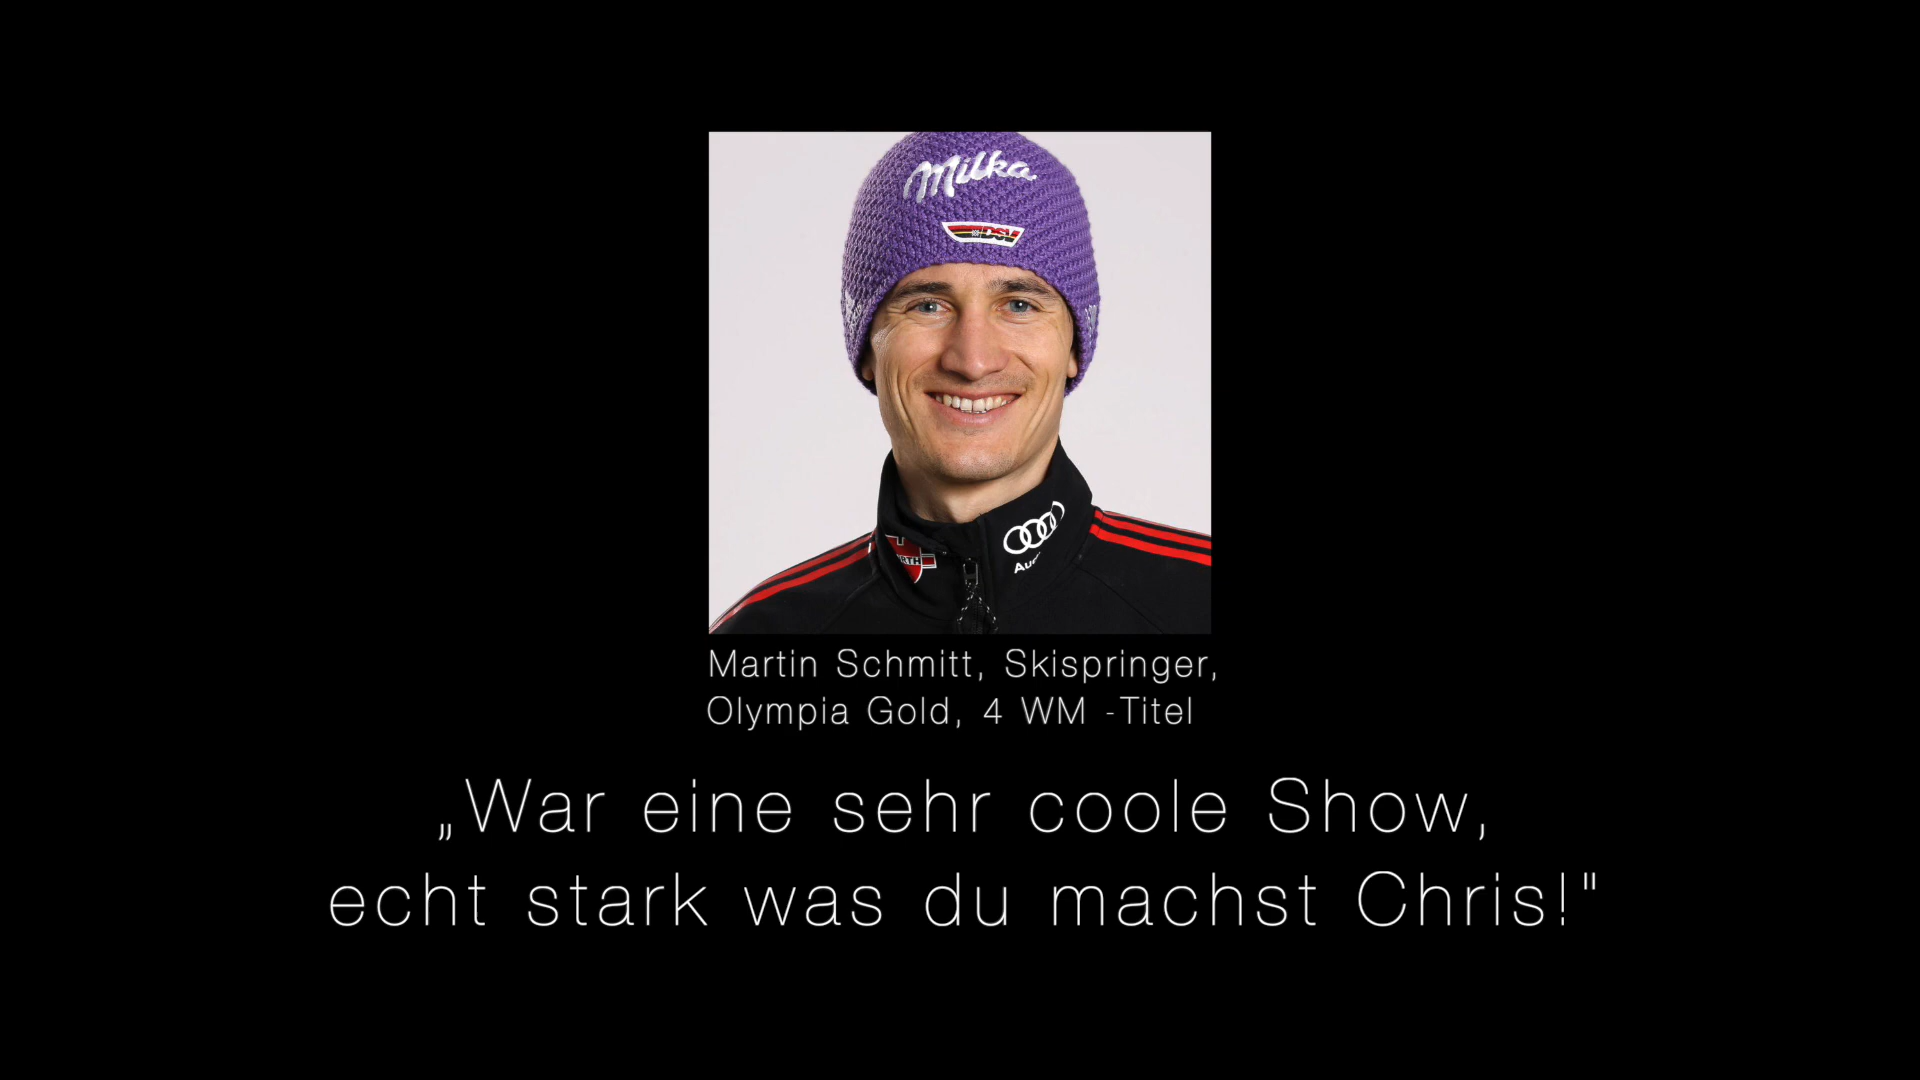 Milka
DSV
Martin Schmitt, Skispringer,
Olympia Gold, 4 WM -Titel
„War eine sehr coole Show,
echt stark was du machst Chris!"